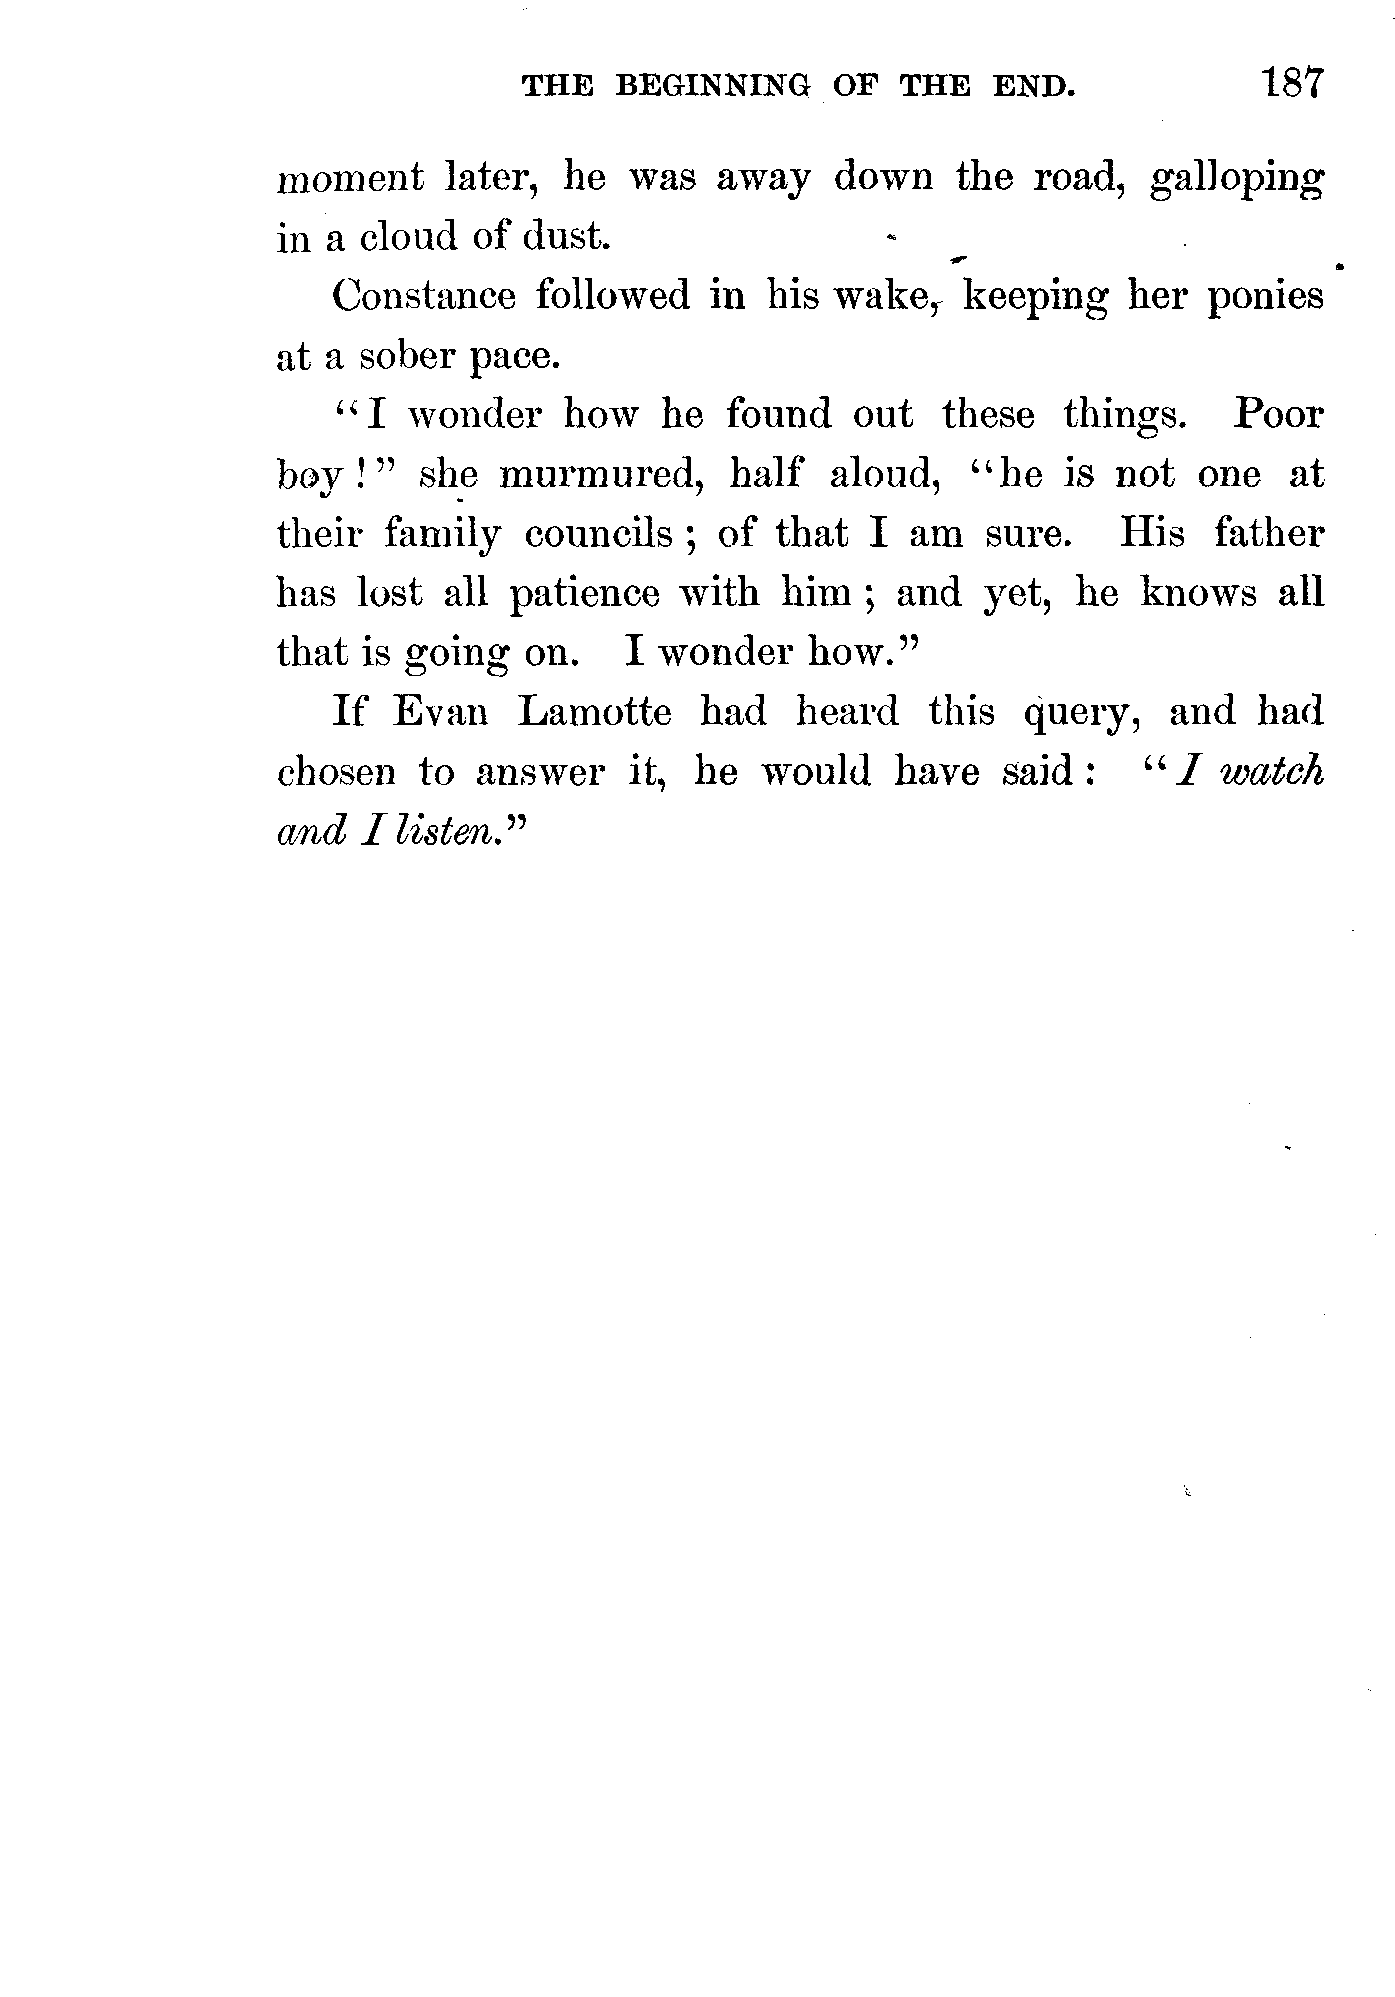 THE BEGINNING OF THE END. 187
moment later, he was away down the road, galloping
in a cloud of dust.
Constance followed in his wake, keeping her ponies
at a sober pace.
“I wonder how he found out these things. Poor
boy!” she murmured, half aloud, “he is not one at
their family councils; of that I am sure. His father
has lost all patience with him; and yet, he knows all
that is going on. I wonder how.”
If Evan Lamotte had heard this query, and had
chosen to answer it, he would have said: “I watch
and I listen.”